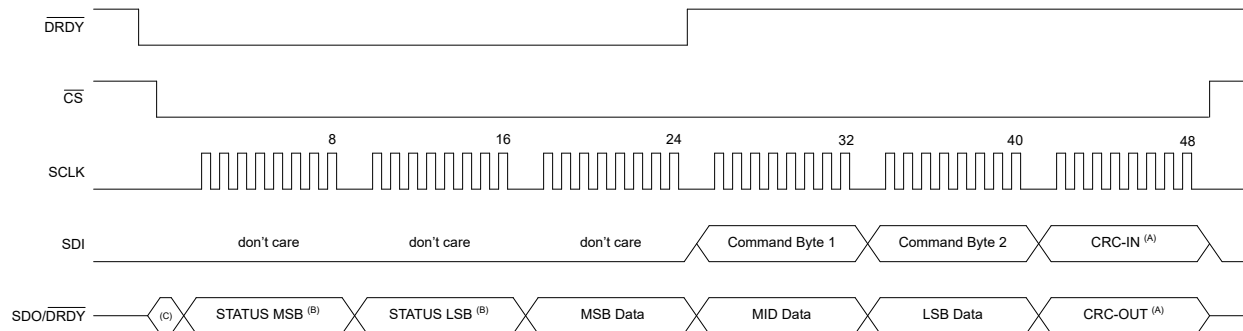 DRDY
CS
8 16 24 32 40 48
SCLK
SDI don't care don't care don't care Command Byte 1 Command Byte 2 CRC-IN (A)
SDO/DRDY (C) STATUS MSB (B) STATUS LSB (B) MSB Data MID Data LSB Data CRC-OUT (A)